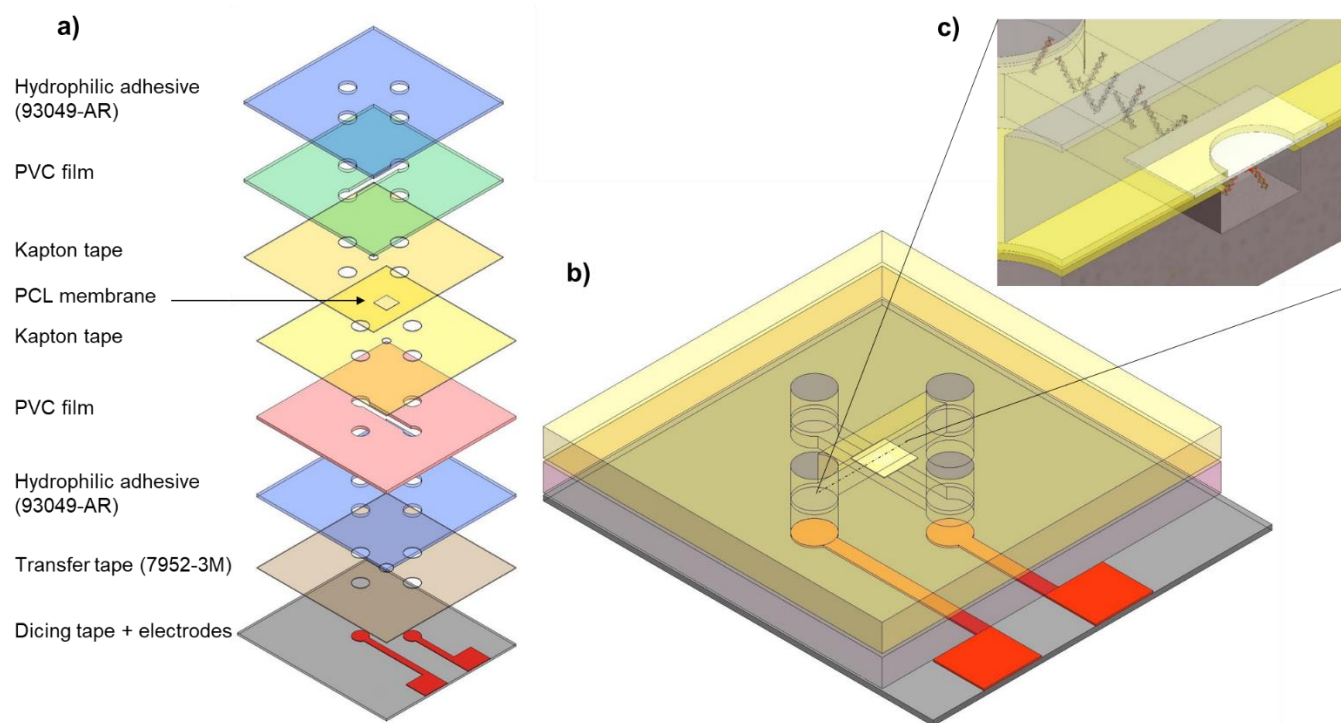 a)
Hydrophilic adhesive
(93049-AR)
PVC film
Kapton tape
PCL membrane
Kapton tape
PVC film
Hydrophilic adhesive
(93049-AR)
Transfer tape (7952-3M)
Dicing tape + electrodes
b)
c)